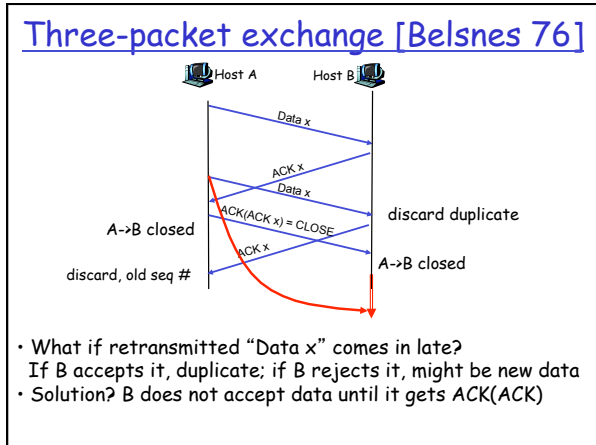 Three-packet exchange [Belsnes 76]
Host A
Host B
Data x
ACK x
Data x
discard duplicate
ACK(ACK x) = CLOSE
A->B closed
ACK x
A->B closed
discard, old seq #
• What if retransmitted “Data x” comes in late?
If B accepts it, duplicate; if B rejects it, might be new data
• Solution? B does not accept data until it gets ACK(ACK)